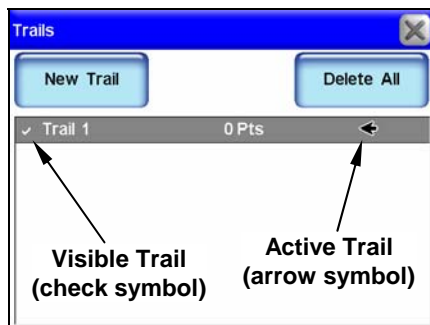 Trails
New Trail
Delete All
Trail 1 0 Pts
Visible Trail
(check symbol)
Active Trail
(arrow symbol)